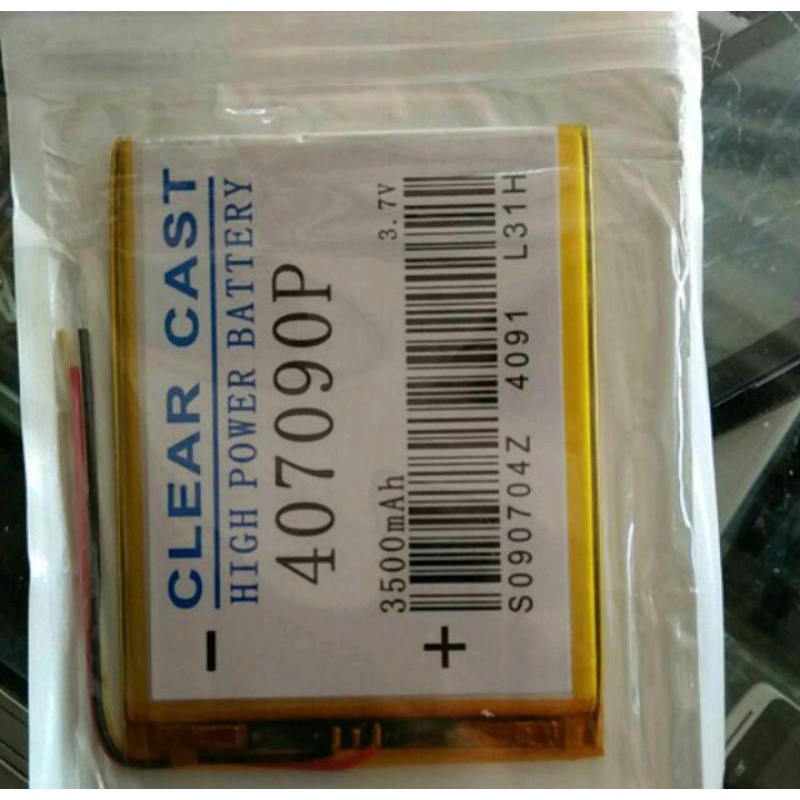 CLEAR CAST
HIGH POWER BATTERY
407090P
3500mAh 3.7V
S090704Z 4091 L31H
- +